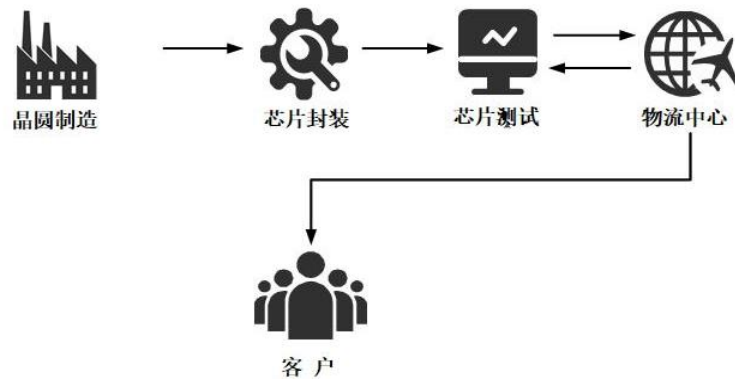 晶圆制造
芯片封装
芯片测试
物流中心
客 户